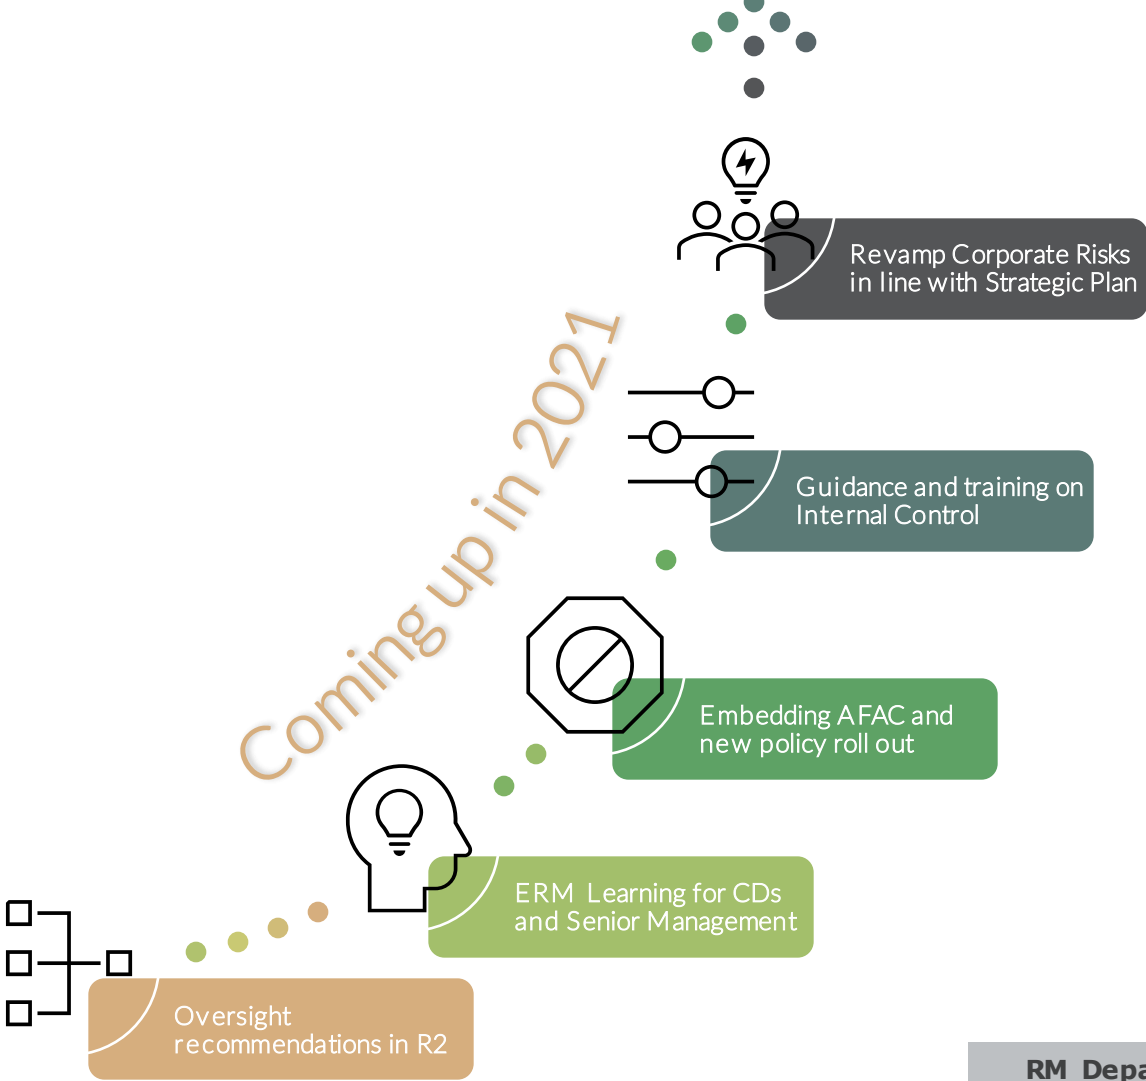 Revamp Corporate Risks
in line with Strategic Plan
Coming up in 2021
Guidance and training on
Internal Control
Embedding AFAC and
new policy roll out
ERM Learning for CDs
and Senior Management
Oversight
recommendations in R2
RM